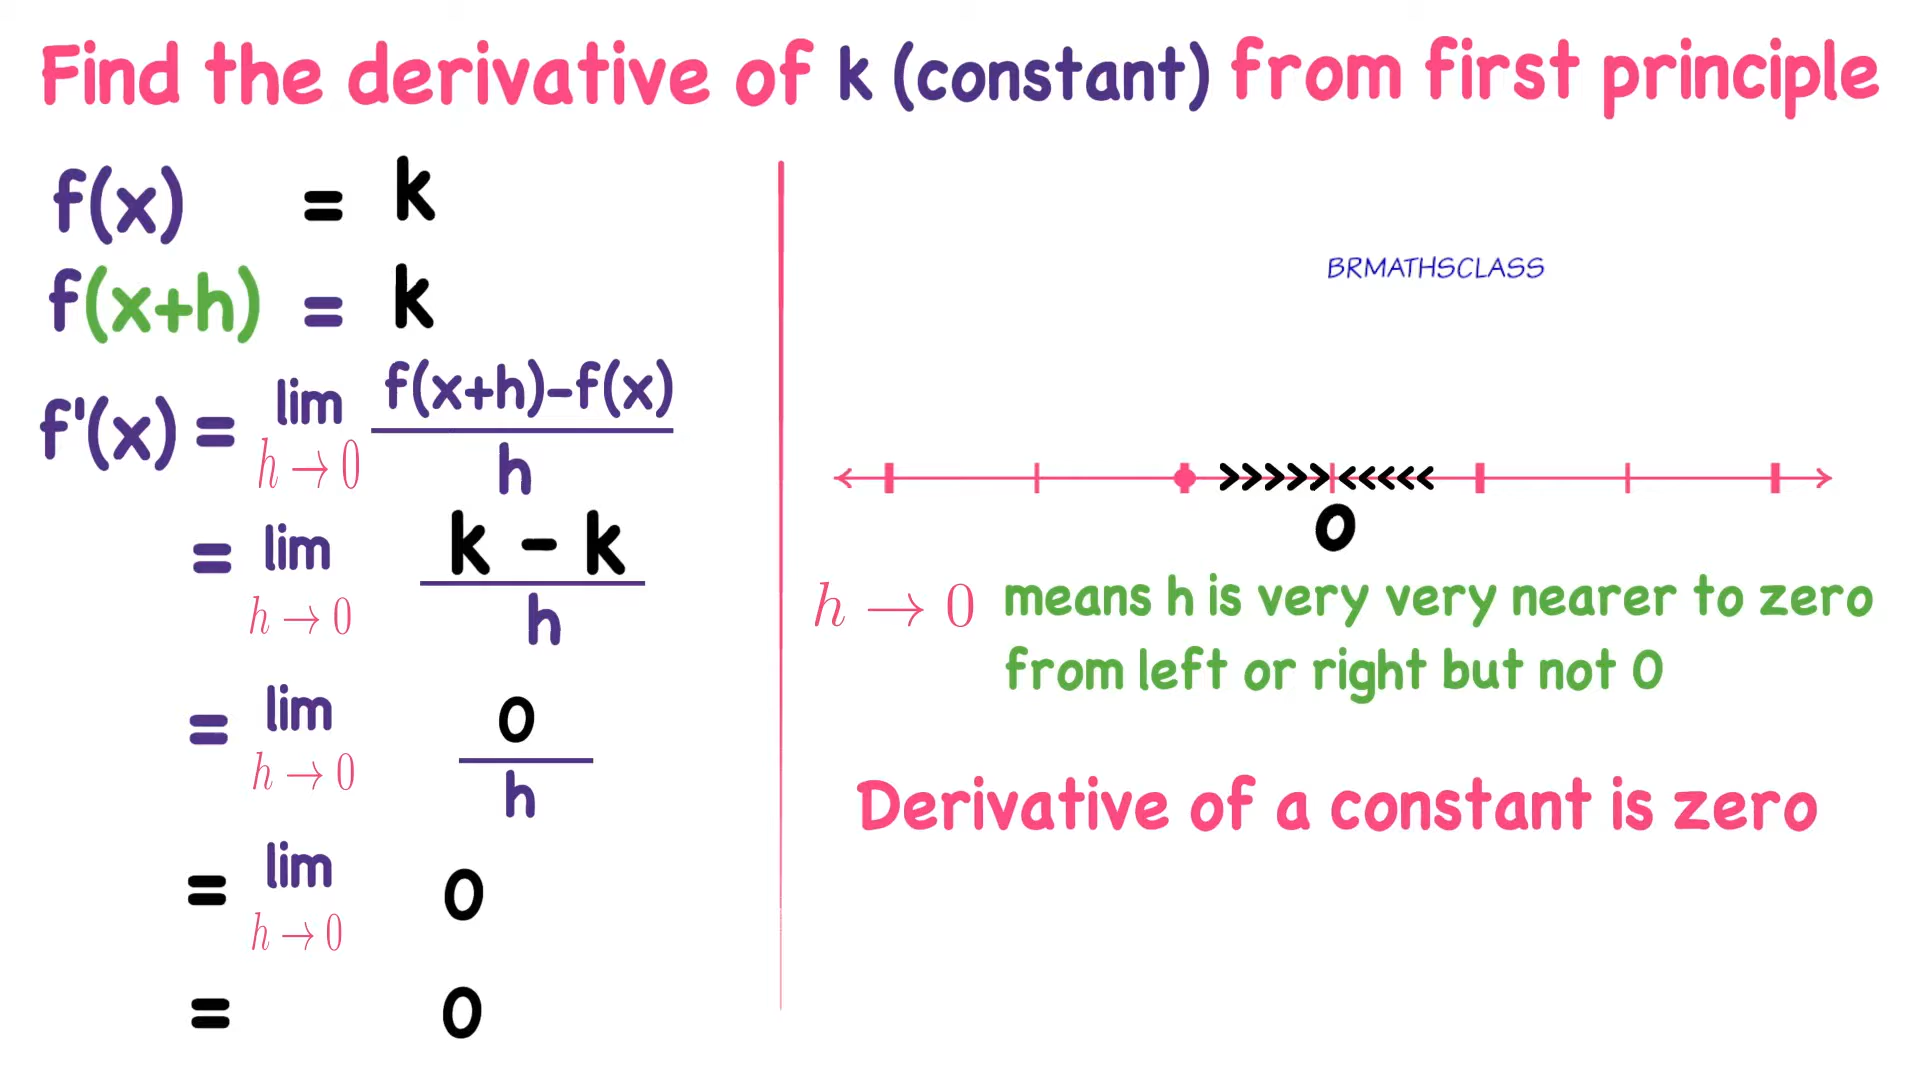 Find the derivative of k (constant) from first principle
f(x) = k
f(x+h) = k
f'(x) = lim h→0 f(x+h)-f(x) / h
= lim h→0 k - k / h
= lim h→0 0 / h
= lim h→0 0
= 0
BRMATHSCLASS
0
h → 0 means h is very very nearer to zero
from left or right but not 0
Derivative of a constant is zero